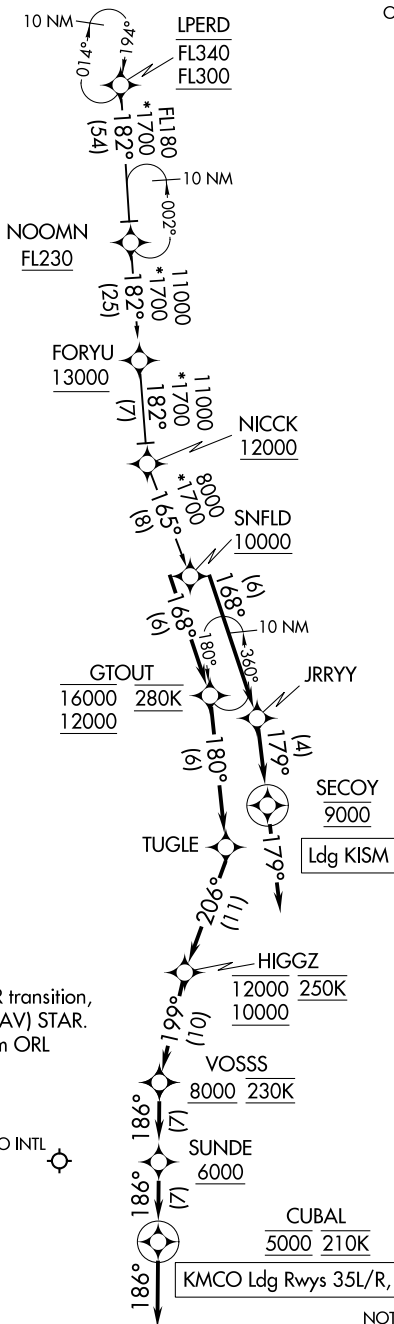 O
10 NM
014°
194°
LPERD
FL340
FL300
FL180
*1700
182°
(54)
10 NM
002°
NOOMN
FL230
11000
*1700
182°
(25)
FORYU
13000
11000
*1700
182°
(7)
NICCK
12000
8000
*1700
165°
(8)
SNFLD
10000
168°
(6)
(6)
168°
10 NM
180°
360°
GTOUT
16000 280K
12000
JRRYY
180°
(6)
179°
(4)
SECOY
9000
TUGLE
179°
Ldg KISM
206°
(11)
HIGGZ
12000 250K
10000
R transition,
AV) STAR.
n ORL
199°
(10)
VOSSS
8000 230K
186°
(7)
O INTL
SUNDE
6000
186°
(7)
CUBAL
5000 210K
186°
KMCO Ldg Rwys 35L/R,
NOT